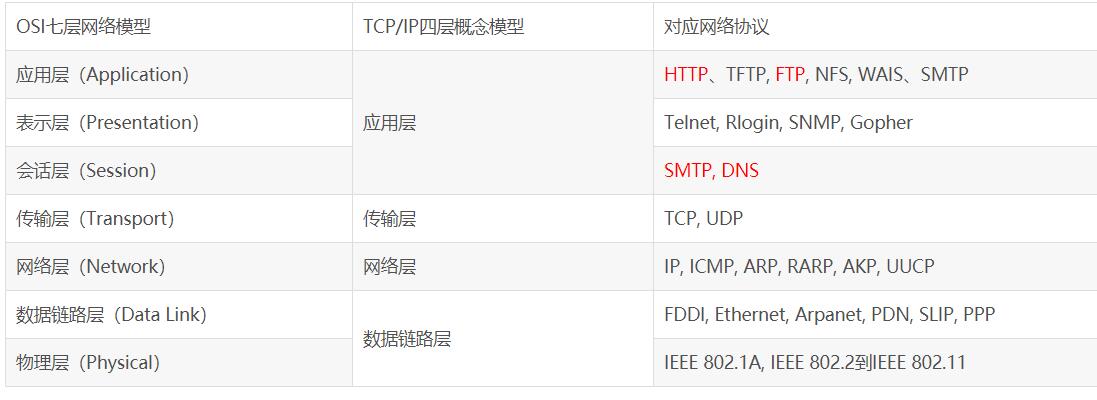 OSI七层网络模型 TCP/IP四层概念模型 对应网络协议
应用层（Application） HTTP、TFTP, FTP, NFS, WAIS、SMTP
表示层（Presentation） 应用层 Telnet, Rlogin, SNMP, Gopher
会话层（Session） SMTP, DNS
传输层（Transport） 传输层 TCP, UDP
网络层（Network） 网络层 IP, ICMP, ARP, RARP, AKP, UUCP
数据链路层（Data Link） FDDI, Ethernet, Arpanet, PDN, SLIP, PPP
数据链路层
物理层（Physical） IEEE 802.1A, IEEE 802.2到IEEE 802.11